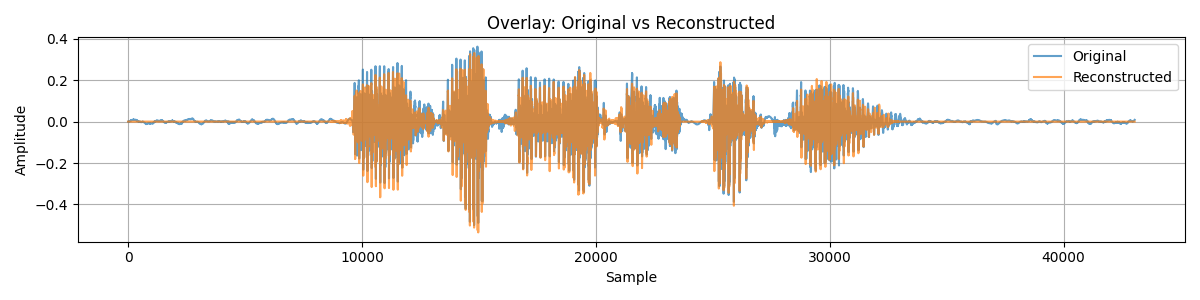 Overlay: Original vs Reconstructed
Original
Reconstructed
Amplitude
0.4
0.2
0.0
−0.2
−0.4
0
10000
20000
30000
40000
Sample